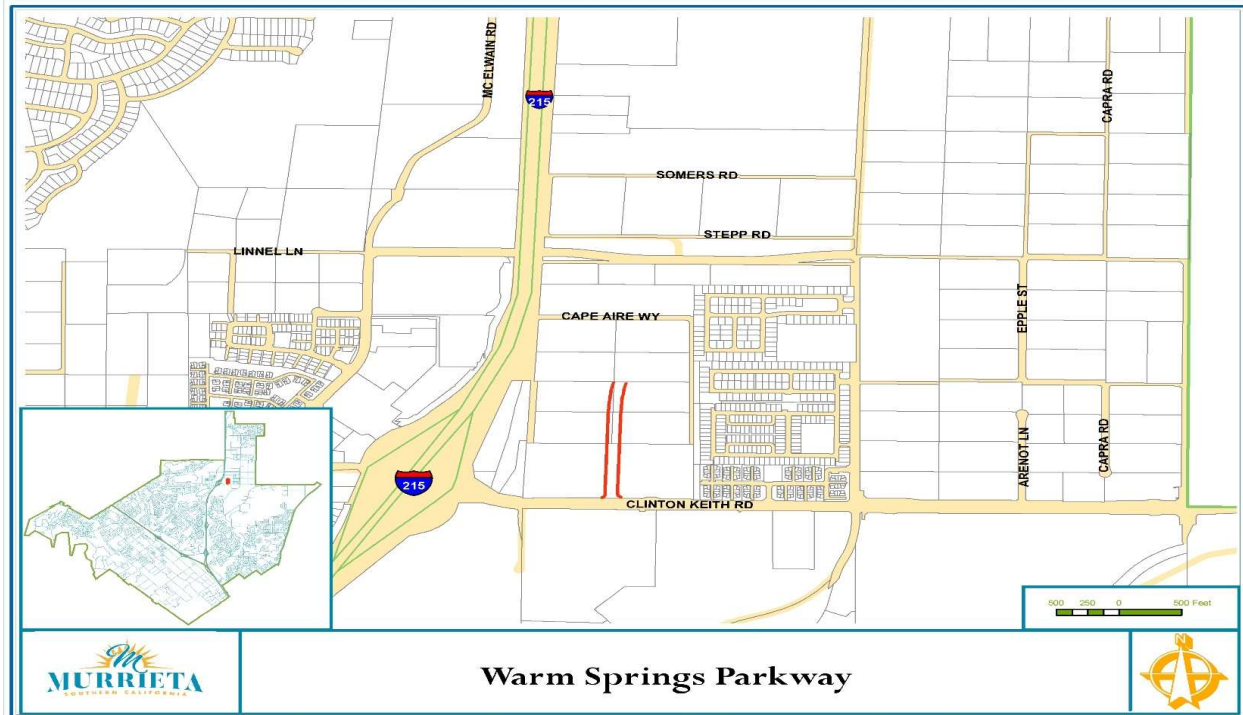 MC ELWAIN RD
215
CAPRA RD
SOMERS RD
STEPP RD
LINNEL LN
EPPLE ST
CAPE AIRE WY
ARENOT LN
CAPRA RD
215
CLINTON KEITH RD
500 250 0 500 Feet
M
MURRIETA
SOUTHERN CALIFORNIA
Warm Springs Parkway
N